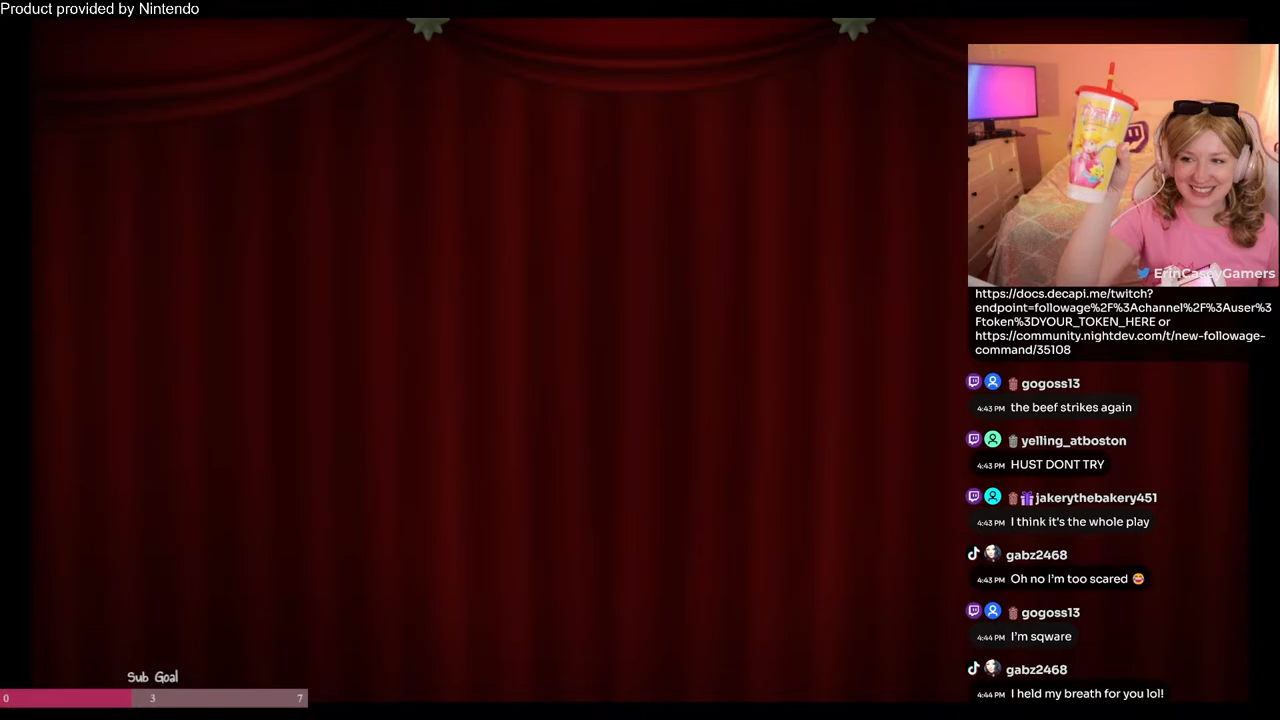 Product provided by Nintendo
ErinCaseyGamers
https://docs.decapi.me/twitch?
endpoint=followage%2F%3Achannel%2F%3Auser%3
Ftoken%3DYOUR_TOKEN_HERE or
https://community.nightdev.com/t/new-followage-
command/35108
gogoss13
4:43 PM the beef strikes again
yelling_atboston
4:43 PM HUST DONT TRY
jakerythebakery451
4:43 PM I think it's the whole play
gabz2468
4:43 PM Oh no I'm too scared 😂
gogoss13
4:44 PM I'm sqware
gabz2468
4:44 PM I held my breath for you lol!
Sub Goal
0 3 7